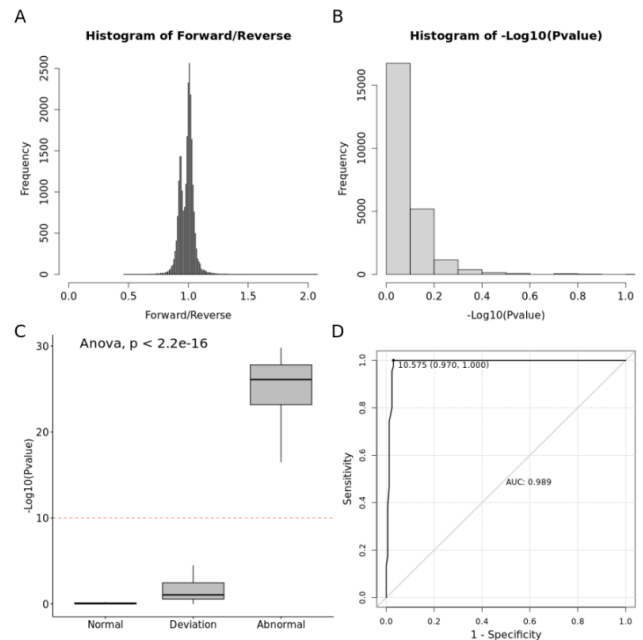 A
Histogram of Forward/Reverse
Frequency
2500
2000
1500
1000
500
0
0.0 0.5 1.0 1.5 2.0
Forward/Reverse
B
Histogram of -Log10(Pvalue)
Frequency
15000
10000
5000
0
0.0 0.2 0.4 0.6 0.8 1.0
-Log10(Pvalue)
C
Anova, p < 2.2e-16
-Log10(Pvalue)
30
20
10
0
Normal Deviation Abnormal
D
Sensitivity
1.0
0.8
0.6
0.4
0.2
0.0
10.575 (0.970, 1.000)
AUC: 0.989
0.0 0.2 0.4 0.6 0.8 1.0
1 - Specificity